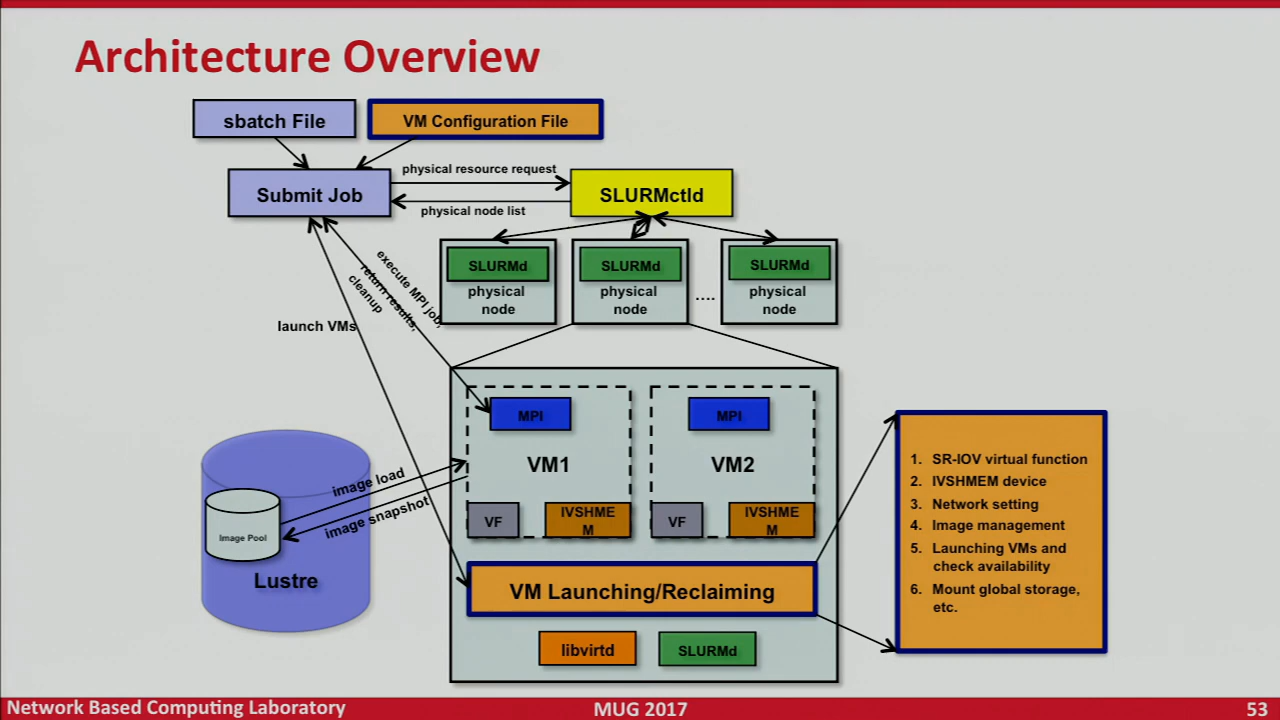 Architecture Overview
sbatch File
VM Configuration File
physical resource request
Submit Job
SLURMctld
physical node list
SLURMd
physical
node
SLURMd
physical
node
....
SLURMd
physical
node
execute MPI job,
return results,
cleanup
launch VMs
MPI
VM1
VF
IVSHME
M
MPI
VM2
VF
IVSHME
M
image load
image snapshot
Image Pool
Lustre
VM Launching/Reclaiming
libvirtd
SLURMd
1. SR-IOV virtual function
2. IVSHMEM device
3. Network setting
4. Image management
5. Launching VMs and
check availability
6. Mount global storage,
etc.
Network Based Computing Laboratory
MUG 2017
53